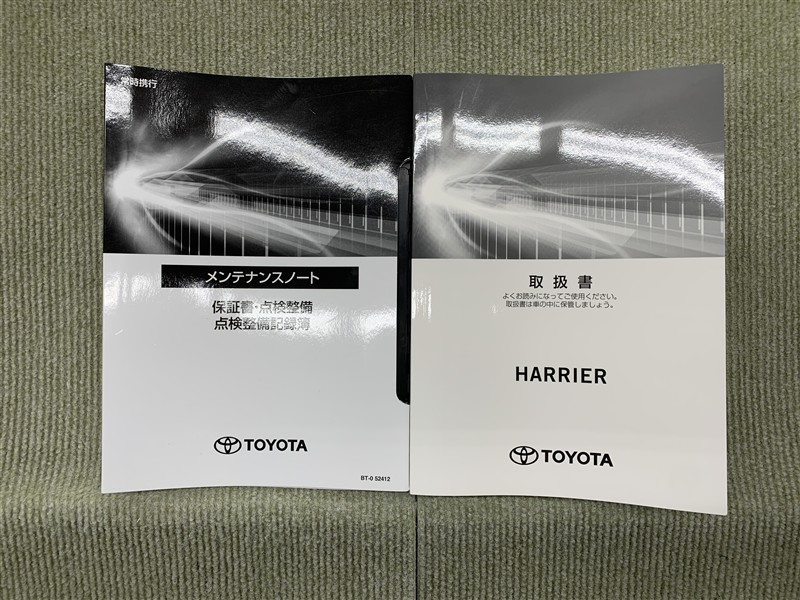 常時携行
メンテナンスノート
保証書・点検整備
点検整備記録簿
TOYOTA
BT-0 52412
取扱書
よくお読みになってご使用ください。
取扱書は車の中に保管しましょう。
HARRIER
TOYOTA